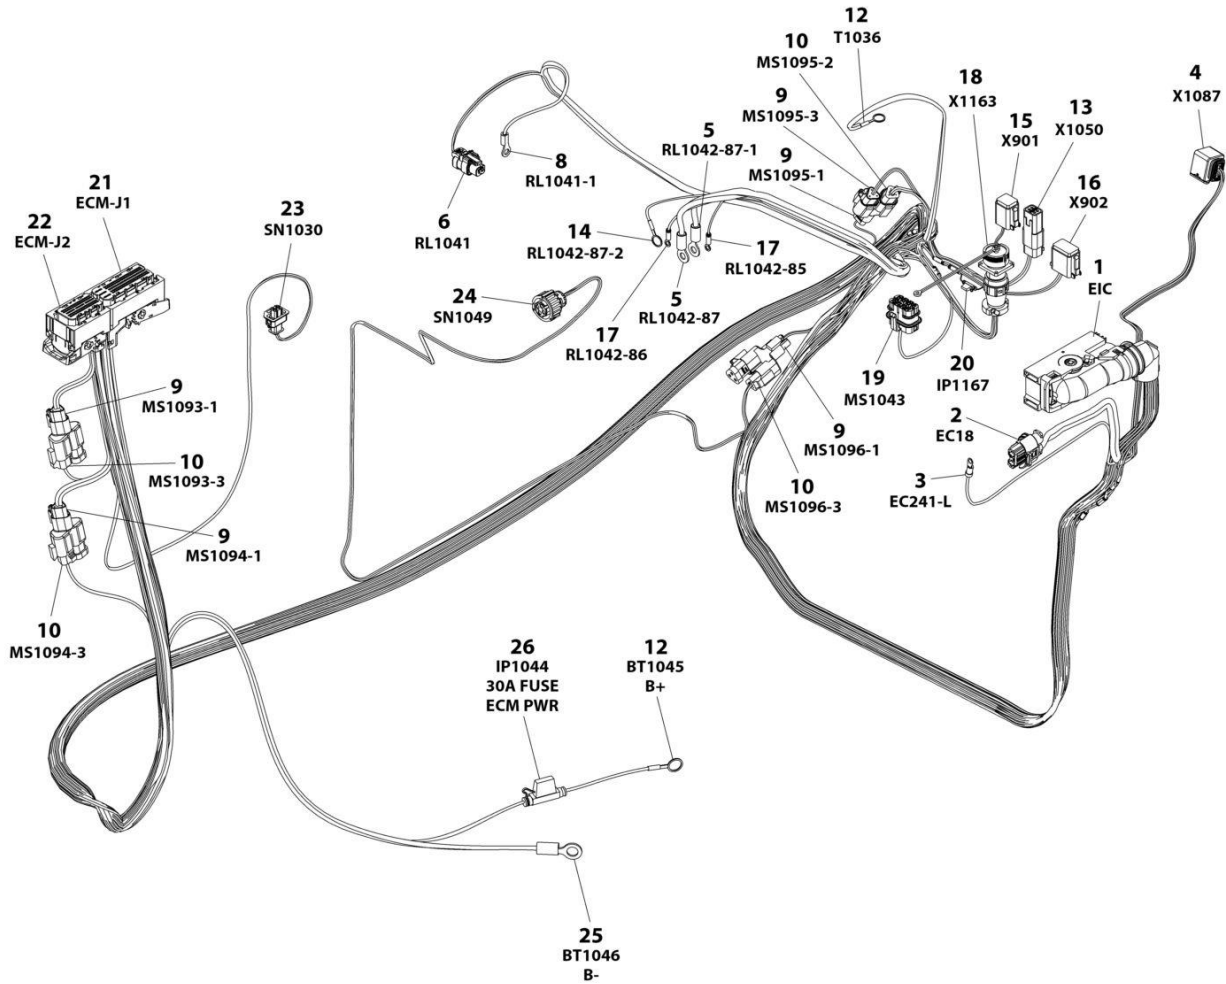 12
T1036
10
MS1095-2
18
X1163
4
X1087
9
MS1095-3
15
X901
13
X1050
5
RL1042-87-1
8
RL1041-1
9
MS1095-1
16
X902
21
ECM-J1
22
ECM-J2
23
SN1030
6
RL1041
14
RL1042-87-2
17
RL1042-85
1
EIC
24
SN1049
5
RL1042-87
17
RL1042-86
20
IP1167
19
MS1043
9
MS1093-1
2
EC18
9
MS1096-1
10
MS1093-3
3
EC241-L
10
MS1096-3
9
MS1094-1
10
MS1094-3
26
IP1044
30A FUSE
ECM PWR
12
BT1045
B+
25
BT1046
B-